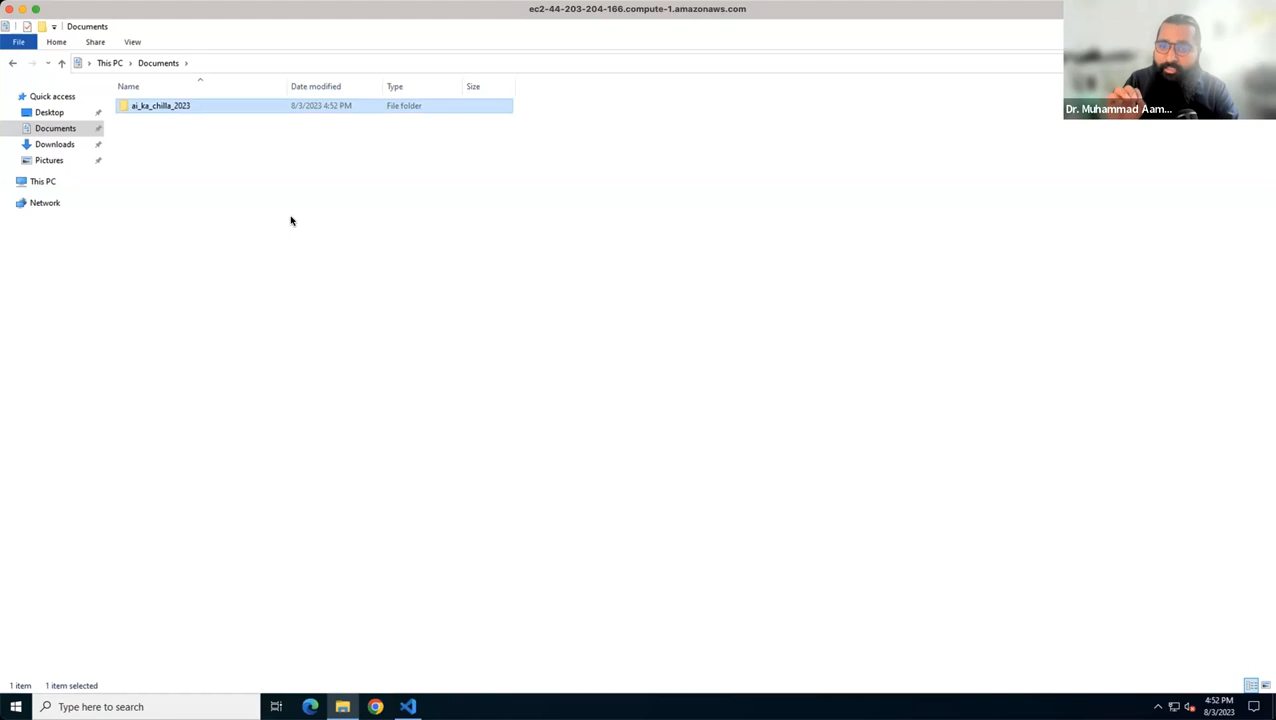 ec2-44-203-204-166.compute-1.amazonaws.com
Documents
File Home Share View
This PC Documents
Name Date modified Type Size
ai_ka_chilla_2023 8/3/2023 4:52 PM File folder
Quick access
Desktop
Documents
Downloads
Pictures
This PC
Network
Dr. Muhammad Aam...
1 item 1 item selected
Type here to search
4:52 PM
8/3/2023